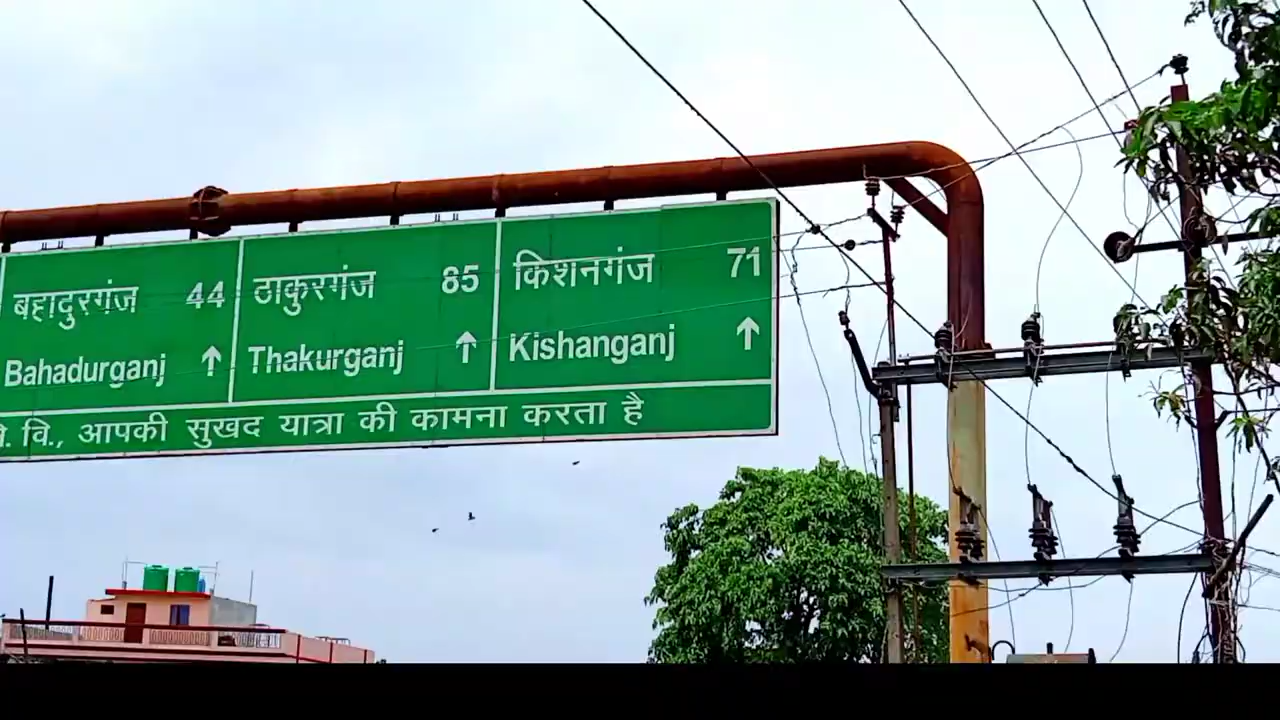 बहादुरगंज 44
Bahadurganj ↑
ठाकुरगंज 85
Thakurganj ↑
किशनगंज 71
Kishanganj ↑
वि., आपकी सुखद यात्रा की कामना करता है